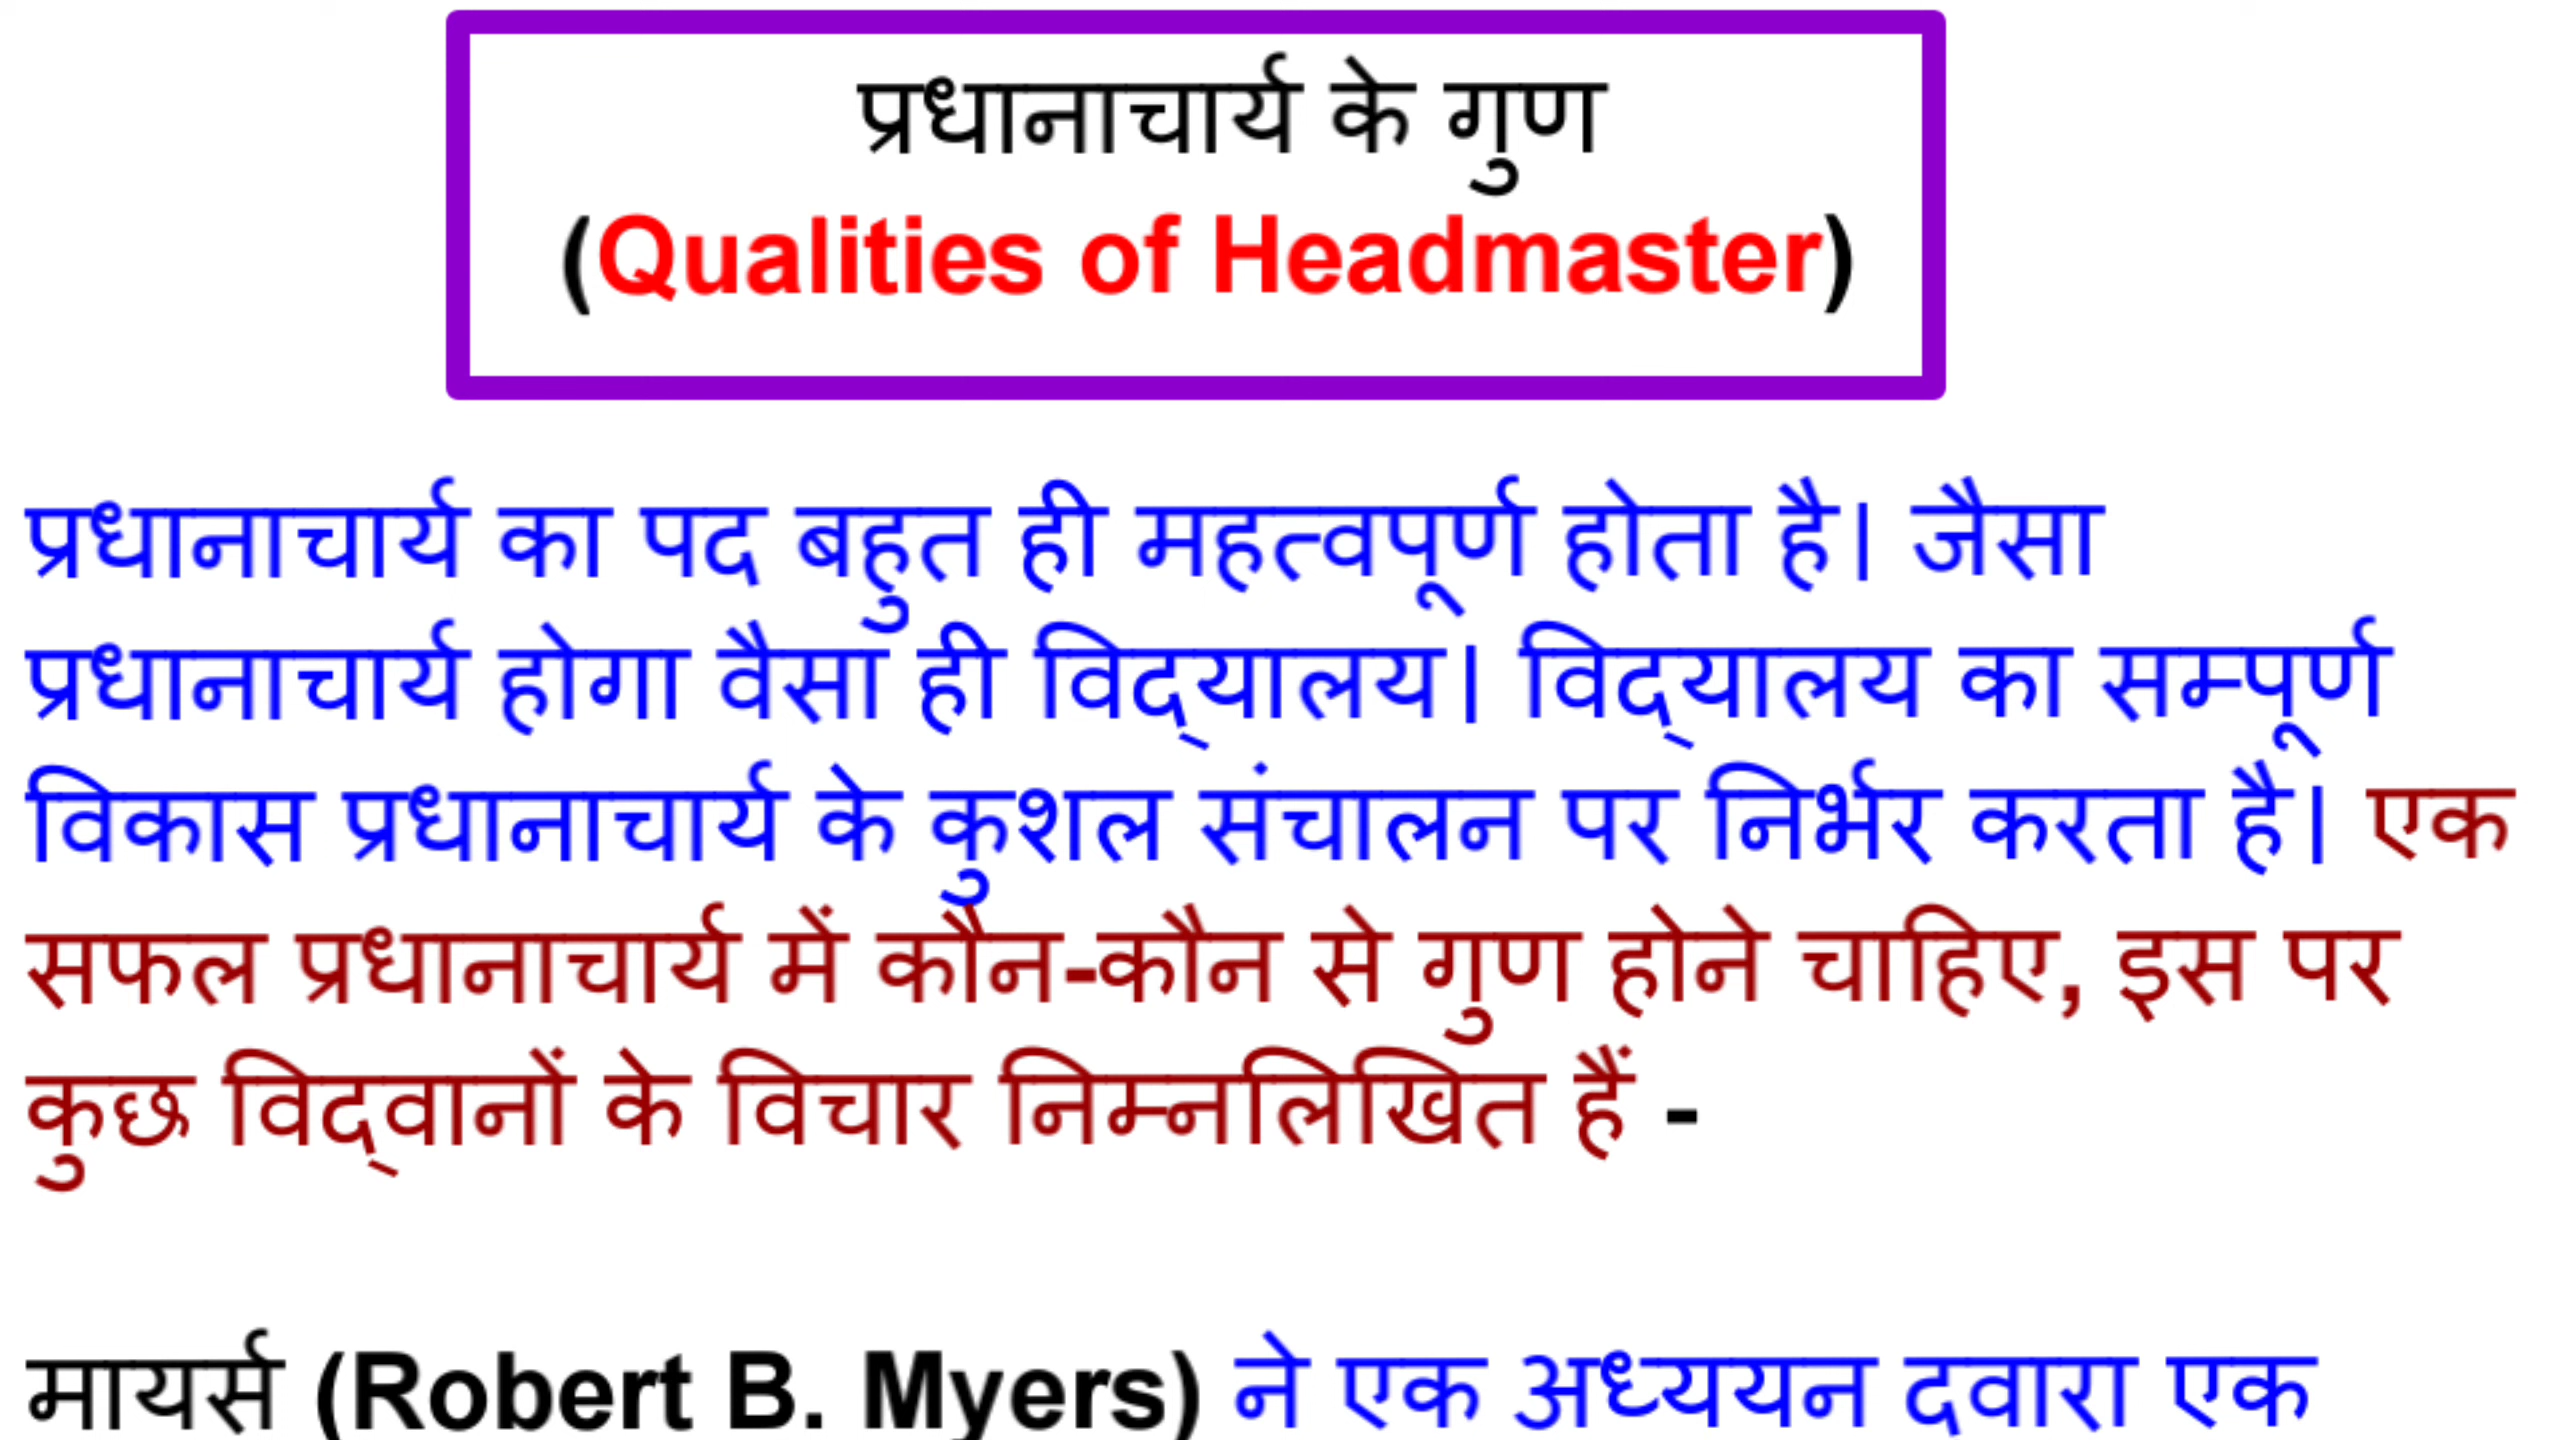 प्रधानाचार्य के गुण
(Qualities of Headmaster)
प्रधानाचार्य का पद बहुत ही महत्वपूर्ण होता है। जैसा
प्रधानाचार्य होगा वैसा ही विद्यालय। विद्यालय का सम्पूर्ण
विकास प्रधानाचार्य के कुशल संचालन पर निर्भर करता है। एक
सफल प्रधानाचार्य में कौन-कौन से गुण होने चाहिए, इस पर
कुछ विद्वानों के विचार निम्नलिखित हैं -
मायर्स (Robert B. Myers) ने एक अध्ययन दवारा एक